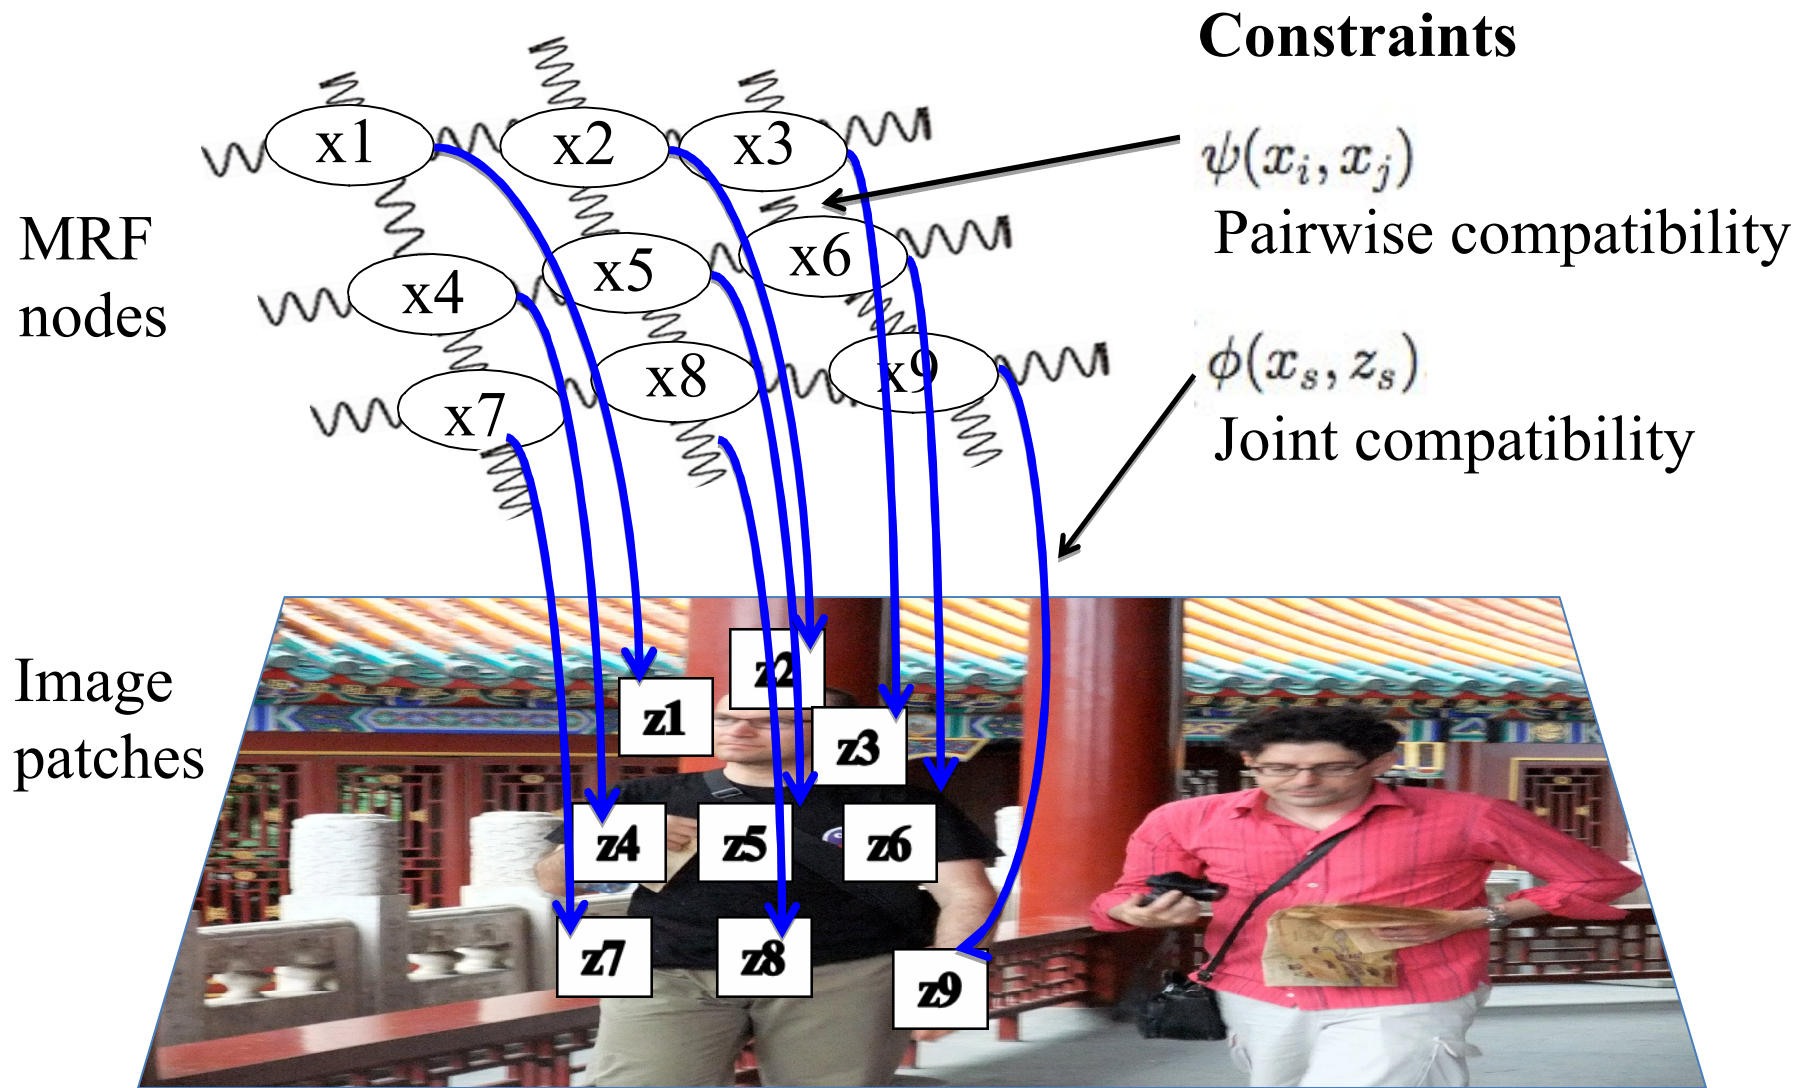 Constraints
x1 x2 x3
ψ(xᵢ, xⱼ)
Pairwise compatibility
MRF
nodes
x4 x5 x6
x7 x8 x9
ϕ(xₛ, zₛ)
Joint compatibility
Image
patches
z1 z2 z3
z4 z5 z6
z7 z8 z9